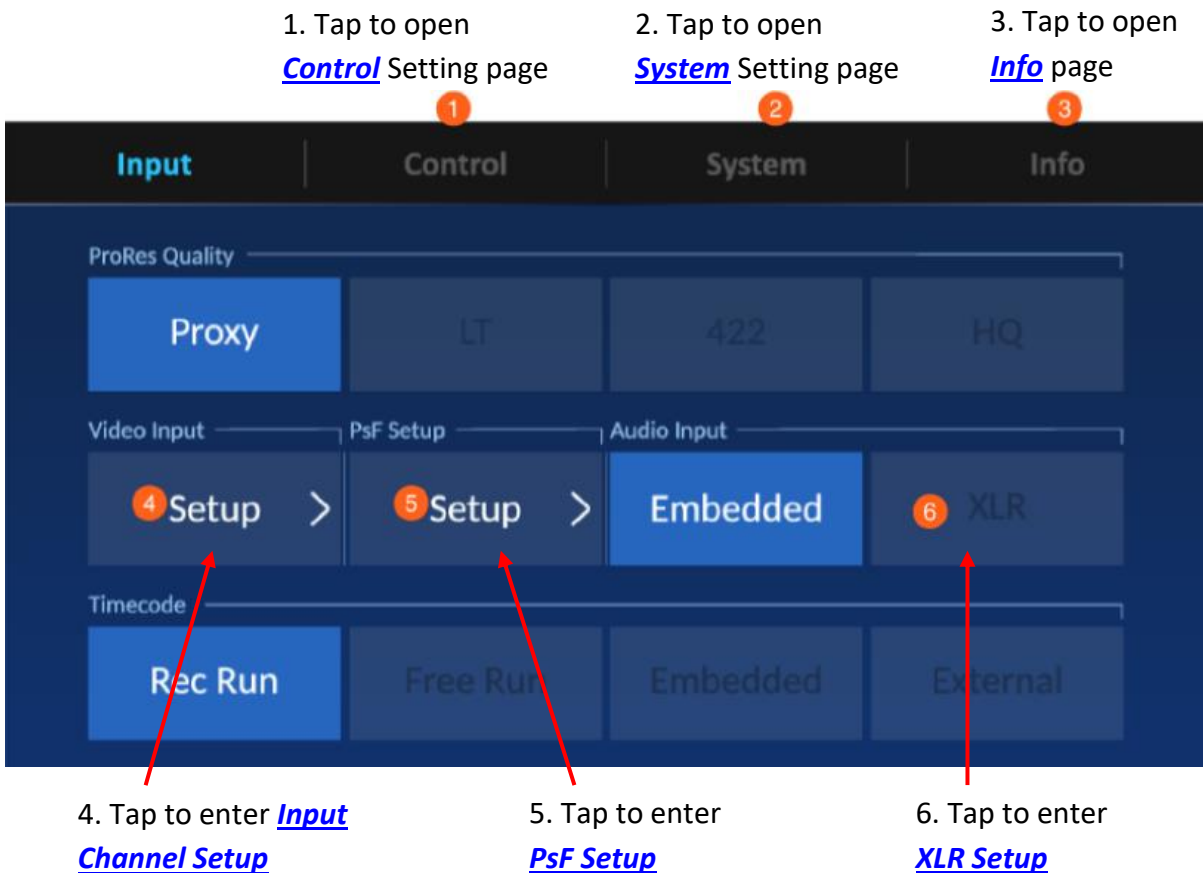 1. Tap to open
Control Setting page
2. Tap to open
System Setting page
3. Tap to open
Info page
1
2
3
Input
Control
System
Info
ProRes Quality
Proxy
LT
422
HQ
Video Input
PsF Setup
Audio Input
4 Setup >
5 Setup >
Embedded
6 XLR
Timecode
Rec Run
Free Run
Embedded
External
4. Tap to enter Input
Channel Setup
5. Tap to enter
PsF Setup
6. Tap to enter
XLR Setup